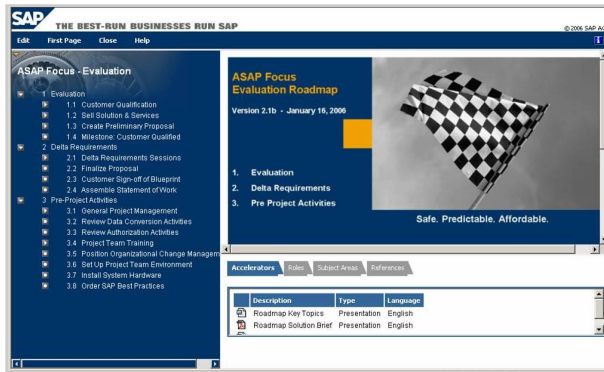 SAP
THE BEST-RUN BUSINESSES RUN SAP
© 2006 SAP AG
Edit First Page Close Help
ASAP Focus - Evaluation
1 Evaluation
1.1 Customer Qualification
1.2 Sell Solution & Services
1.3 Create Preliminary Proposal
1.4 Milestone: Customer Qualified
2 Delta Requirements
2.1 Delta Requirements Sessions
2.2 Finalize Proposal
2.3 Customer Sign-off of Blueprint
2.4 Assemble Statement of Work
3 Pre-Project Activities
3.1 General Project Management
3.2 Review Data Conversion Activities
3.3 Review Authorization Activities
3.4 Project Team Training
3.5 Position Organizational Change Managem
3.6 Set Up Project Team Environment
3.7 Install System Hardware
3.8 Order SAP Best Practices
ASAP Focus
Evaluation Roadmap
Version 2.1b - January 16, 2006
1. Evaluation
2. Delta Requirements
3. Pre Project Activities
Safe. Predictable. Affordable.
Accelerators Roles Subject Areas References
Description Type Language
Roadmap Key Topics Presentation English
Roadmap Solution Brief Presentation English